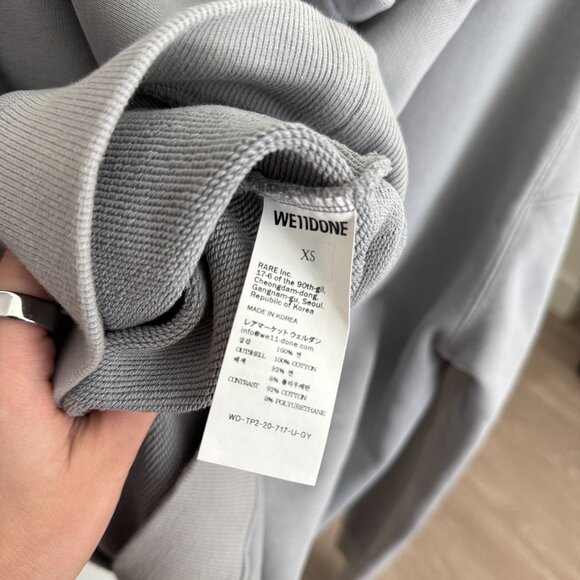 WE11DONE
XS
RARE Inc.
17-6 of the 90th-gil,
Cheongdam-dong,
Gangnam-gu, Seoul,
Republic of Korea
MADE IN KOREA
レアマーケット ウェルダン
info@we11-done.com
겉감 100% 면
OUTSHELL 100% COTTON
배색 92% 면
8% 폴리우레탄
CONTRAST 92% COTTON
8% POLYURETHANE
WD-TP2-20-717-U-GY